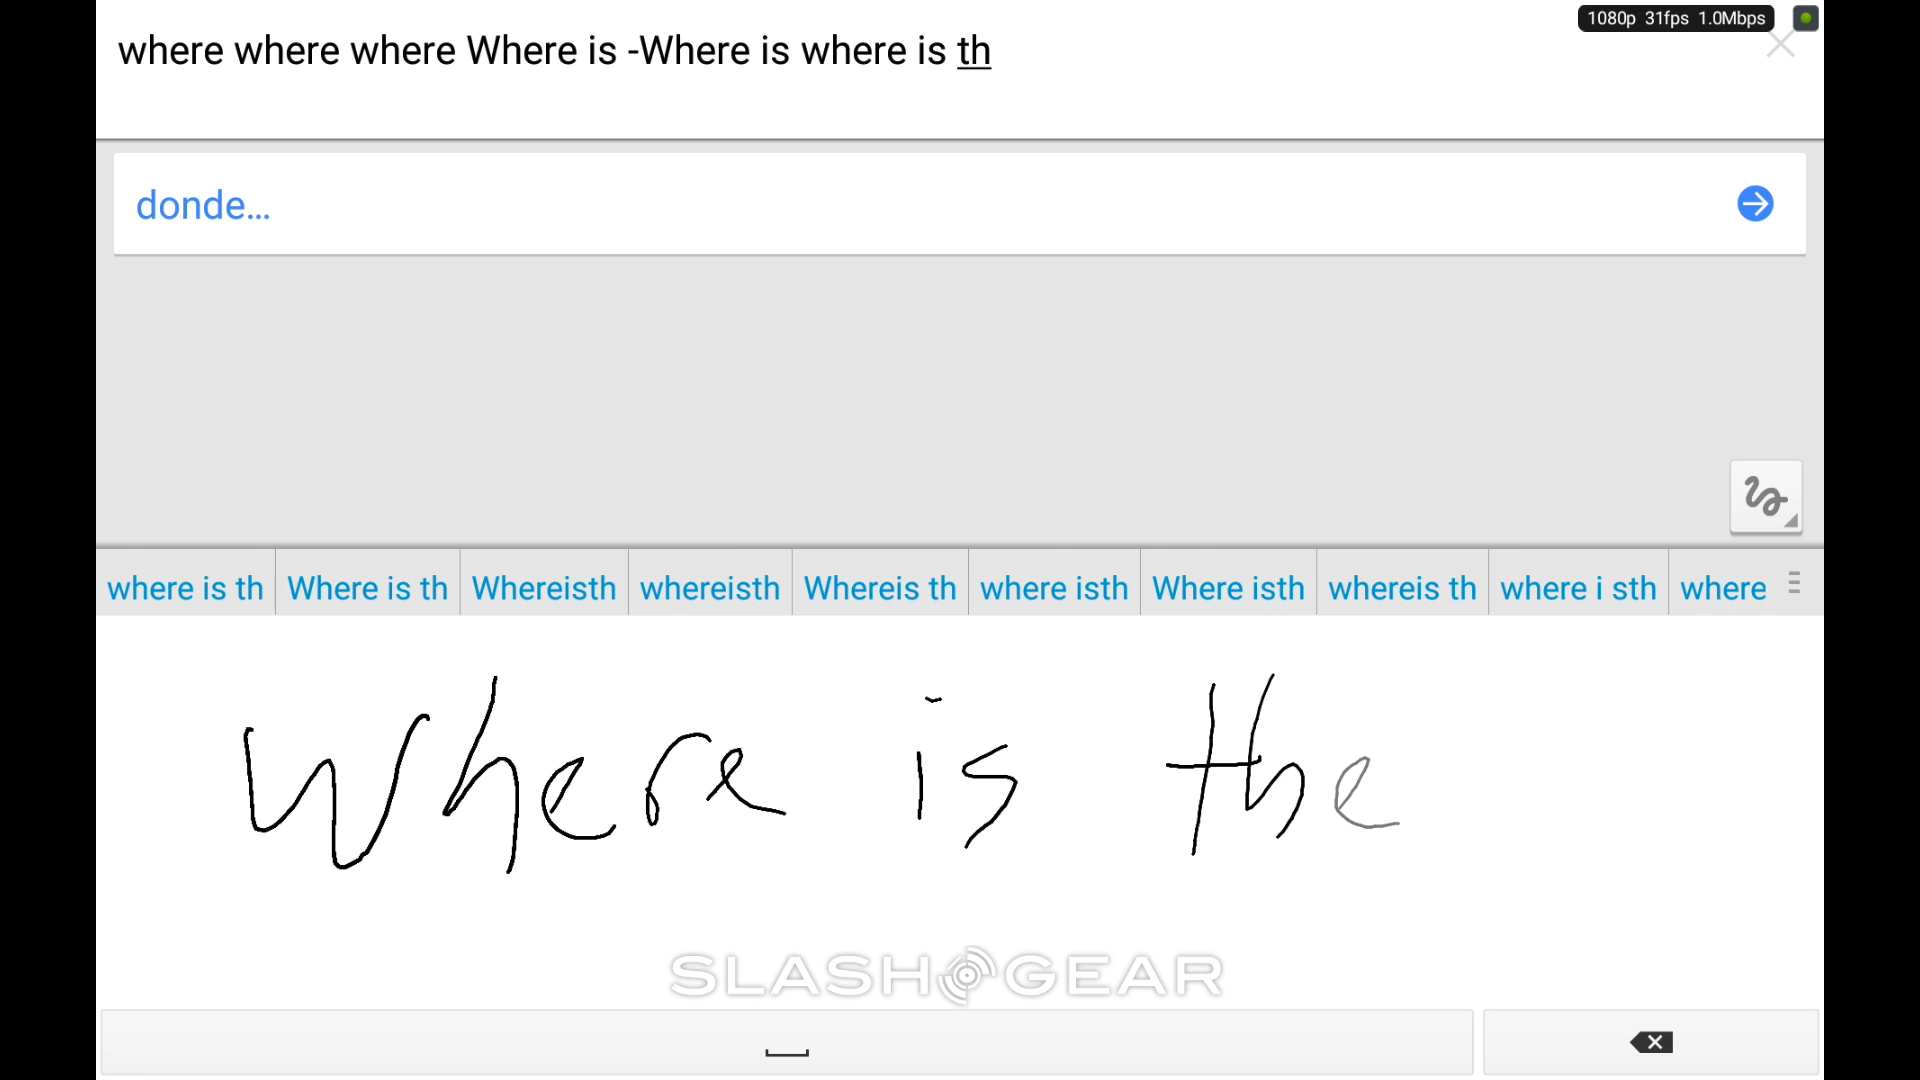 1080p 31fps 1.0Mbps
where where where Where is -Where is where is th
donde...
where is th Where is th Whereisth whereisth Whereis th where isth Where isth whereis th where i sth where
Where is the
SLASHGEAR